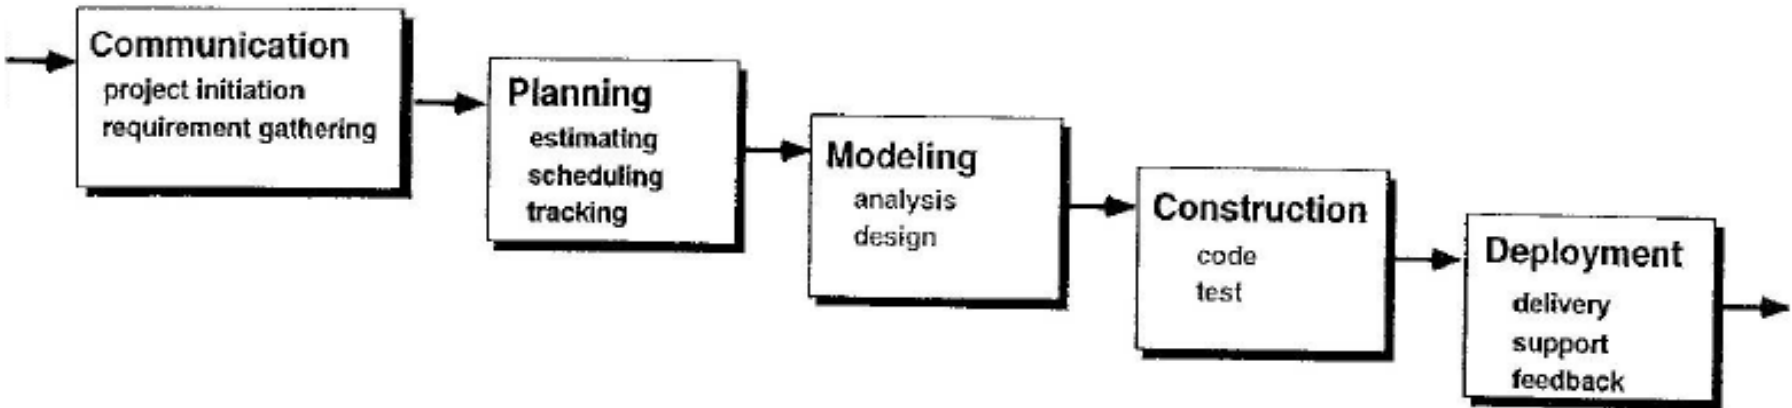 Communication
project initiation
requirement gathering
Planning
estimating
scheduling
tracking
Modeling
analysis
design
Construction
code
test
Deployment
delivery
support
feedback